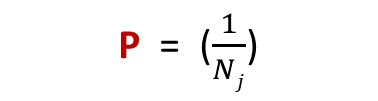 P = (1/N_j)